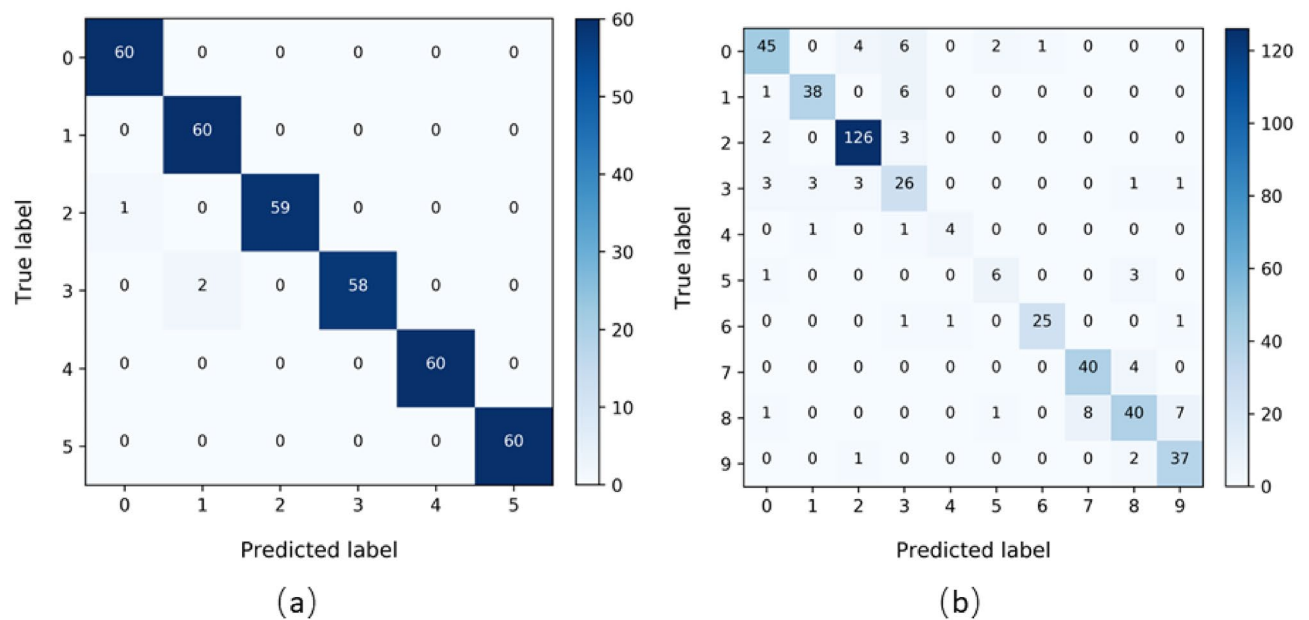 0 60 0 0 0 0 0
1 0 60 0 0 0 0
2 1 0 59 0 0 0
3 0 2 0 58 0 0
4 0 0 0 0 60 0
5 0 0 0 0 0 60
0 1 2 3 4 5
Predicted label
True label
60
50
40
30
20
10
0
(a)
0 45 0 4 6 0 2 1 0 0 0
1 1 38 0 6 0 0 0 0 0 0
2 2 0 126 3 0 0 0 0 0 0
3 3 3 3 26 0 0 0 0 1 1
4 0 1 0 1 4 0 0 0 0 0
5 1 0 0 0 0 6 0 0 3 0
6 0 0 0 1 1 0 25 0 0 1
7 0 0 0 0 0 0 0 40 4 0
8 1 0 0 0 0 1 0 8 40 7
9 0 0 1 0 0 0 0 0 2 37
0 1 2 3 4 5 6 7 8 9
Predicted label
True label
120
100
80
60
40
20
0
(b)